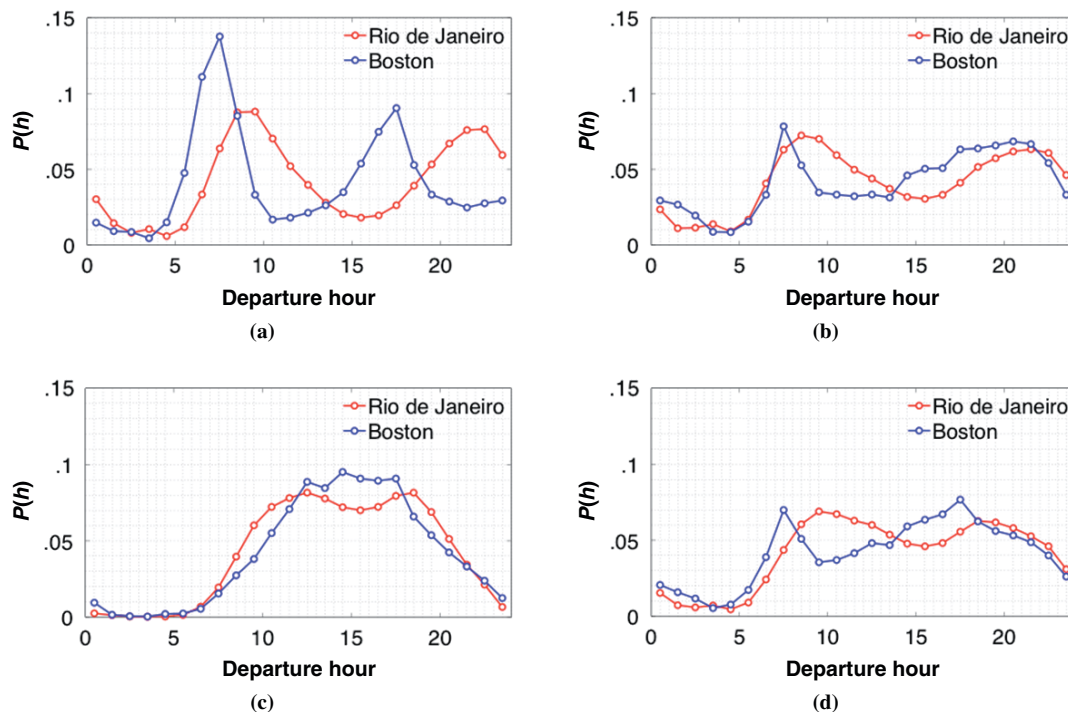 .15
.1
.05
0
P(h)
Rio de Janeiro
Boston
0 5 10 15 20
Departure hour
(a)
.15
.1
.05
0
P(h)
Rio de Janeiro
Boston
0 5 10 15 20
Departure hour
(b)
.15
.1
.05
0
P(h)
Rio de Janeiro
Boston
0 5 10 15 20
Departure hour
(c)
.15
.1
.05
0
P(h)
Rio de Janeiro
Boston
0 5 10 15 20
Departure hour
(d)